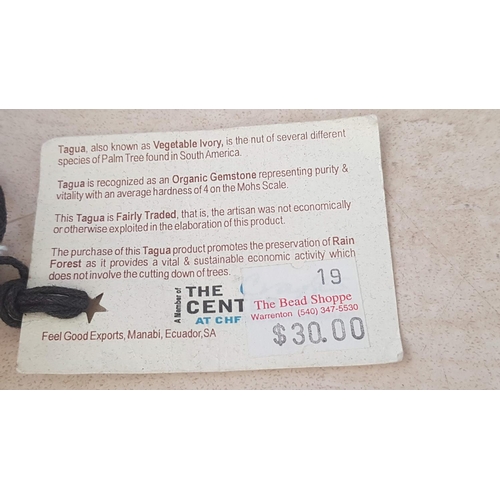 Tagua, also known as Vegetable Ivory, is the nut of several different
species of Palm Tree found in South America.
Tagua is recognized as an Organic Gemstone representing purity &
vitality with an average hardness of 4 on the Mohs Scale.
This Tagua is Fairly Traded, that is, the artisan was not economically
or otherwise exploited in the elaboration of this product.
The purchase of this Tagua product promotes the preservation of Rain
Forest as it provides a vital & sustainable economic activity which
does not involve the cutting down of trees.
A Member of
THE
CENT
AT CHF
19
The Bead Shoppe
Warrenton (540) 347-5530
$30.00
Feel Good Exports, Manabi, Ecuador,SA